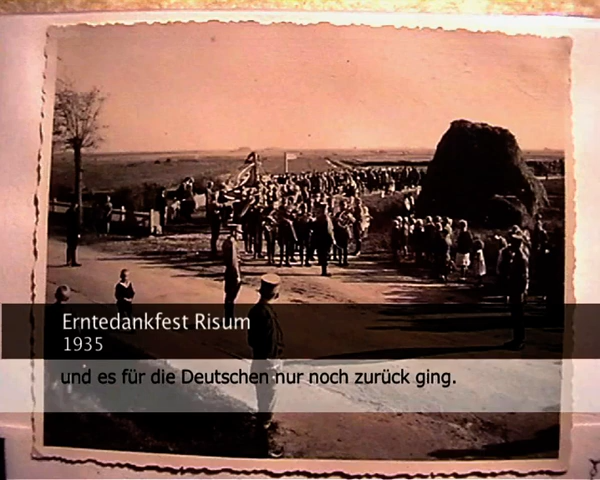 Erntedankfest Risum
1935
und es für die Deutschen nur noch zurück ging.